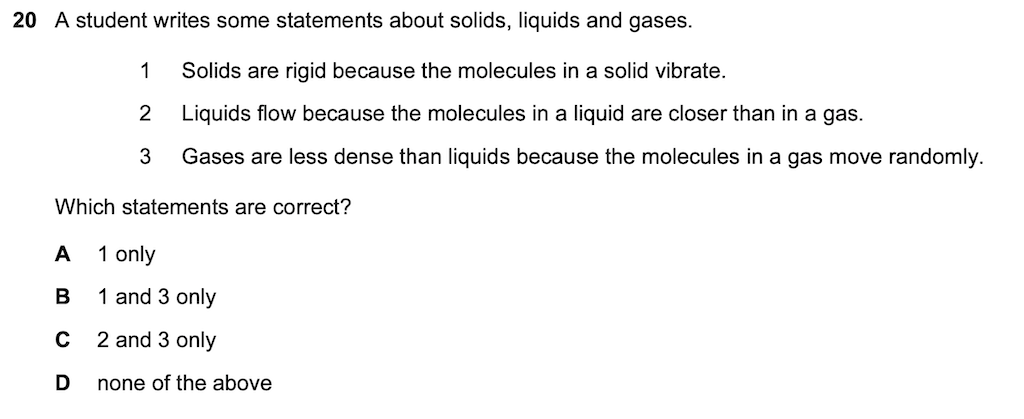 20 A student writes some statements about solids, liquids and gases.
1 Solids are rigid because the molecules in a solid vibrate.
2 Liquids flow because the molecules in a liquid are closer than in a gas.
3 Gases are less dense than liquids because the molecules in a gas move randomly.
Which statements are correct?
A 1 only
B 1 and 3 only
C 2 and 3 only
D none of the above